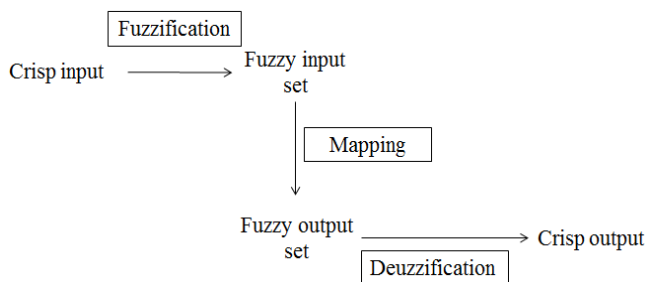 Fuzzification
Crisp input
Fuzzy input
set
Mapping
Fuzzy output
set
Crisp output
Deuzzification